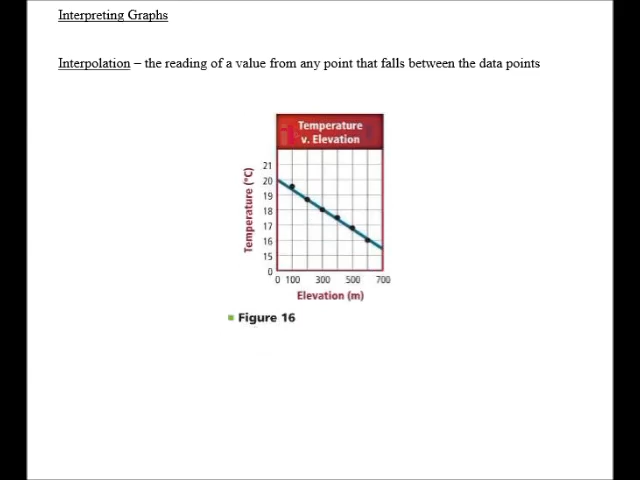 Interpreting Graphs
Interpolation – the reading of a value from any point that falls between the data points
Temperature
v. Elevation
Temperature (°C)
21
20
19
18
17
16
15
0
0 100 300 500 700
Elevation (m)
Figure 16